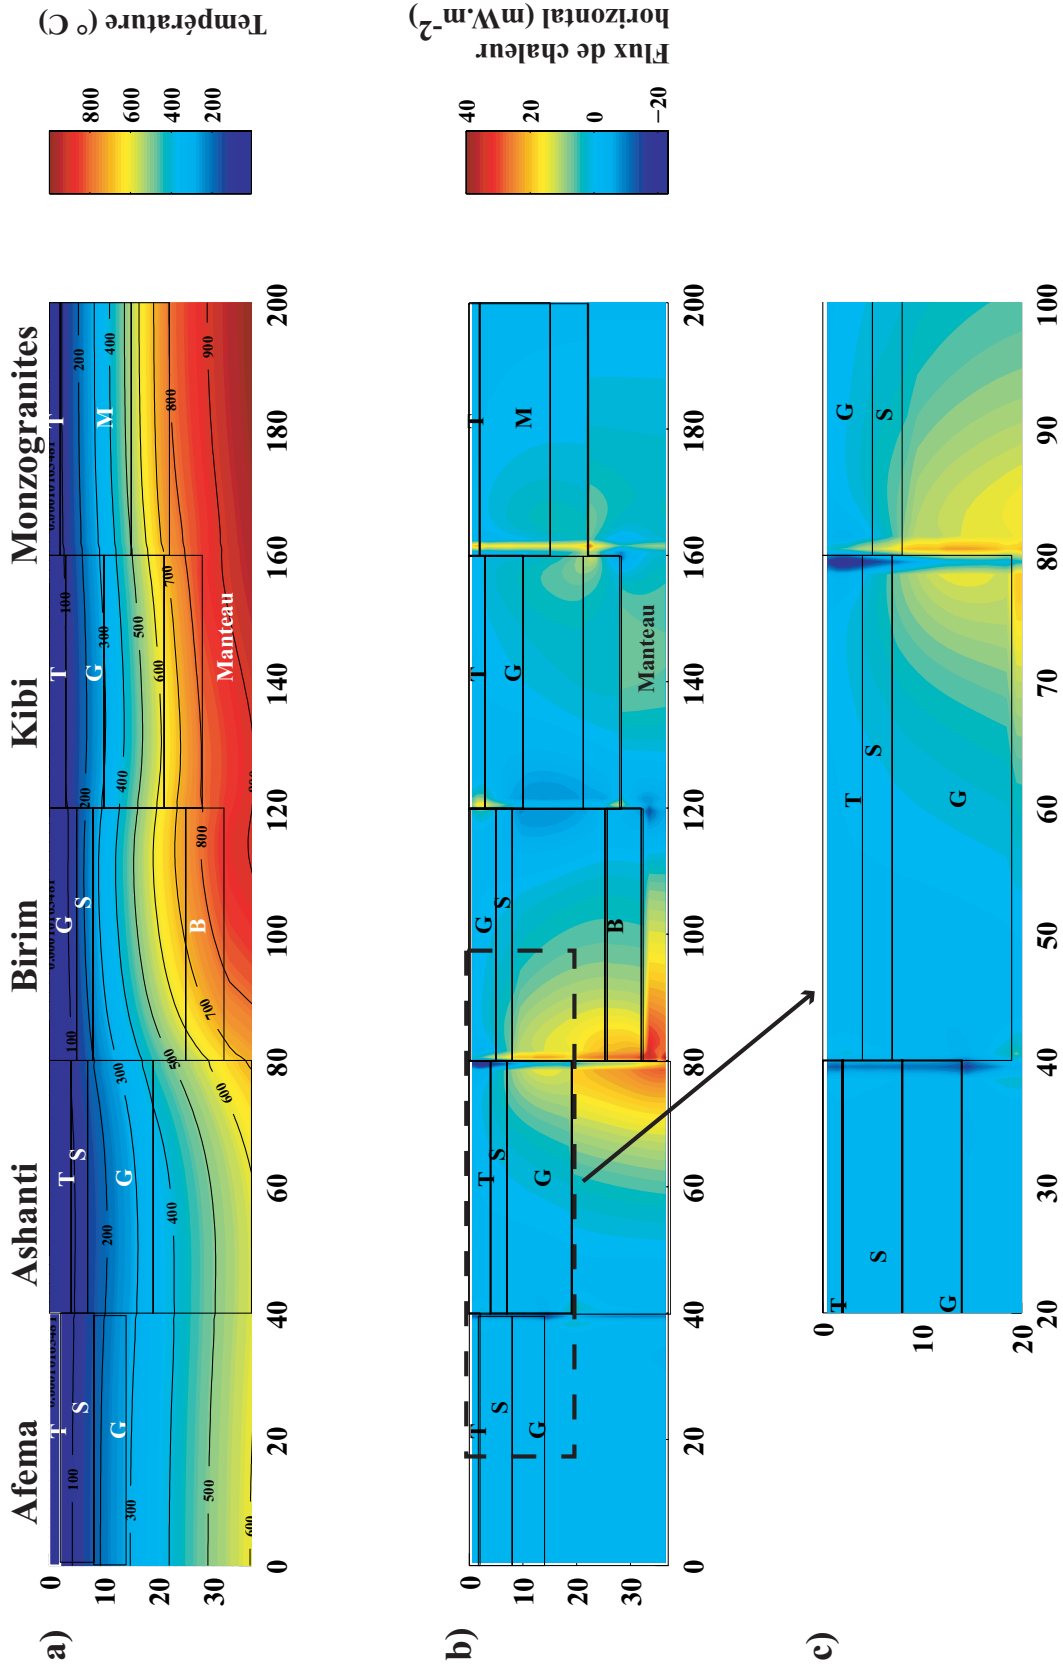 Afema Ashanti Birim Kibi Monzogranites
a)
0
10
20
30
T
S
G
100
300
500
600
T
S
G
200
300
400
500
600
G
S
B
100
200
500
700
800
T
G
Manteau
100
300
400
500
600
700
T
M
200
400
800
900
0 20 40 60 80 100 120 140 160 180 200
Température (° C)
800
600
400
200
b)
0
10
20
30
T
S
G
T
S
G
G
S
B
T
G
Manteau
T
M
0 20 40 60 80 100 120 140 160 180 200
Flux de chaleur
horizontal (mW.m-2)
40
20
0
−20
c)
0
10
20
T
S
G
T
S
G
G
S
20 30 40 50 60 70 80 90 100